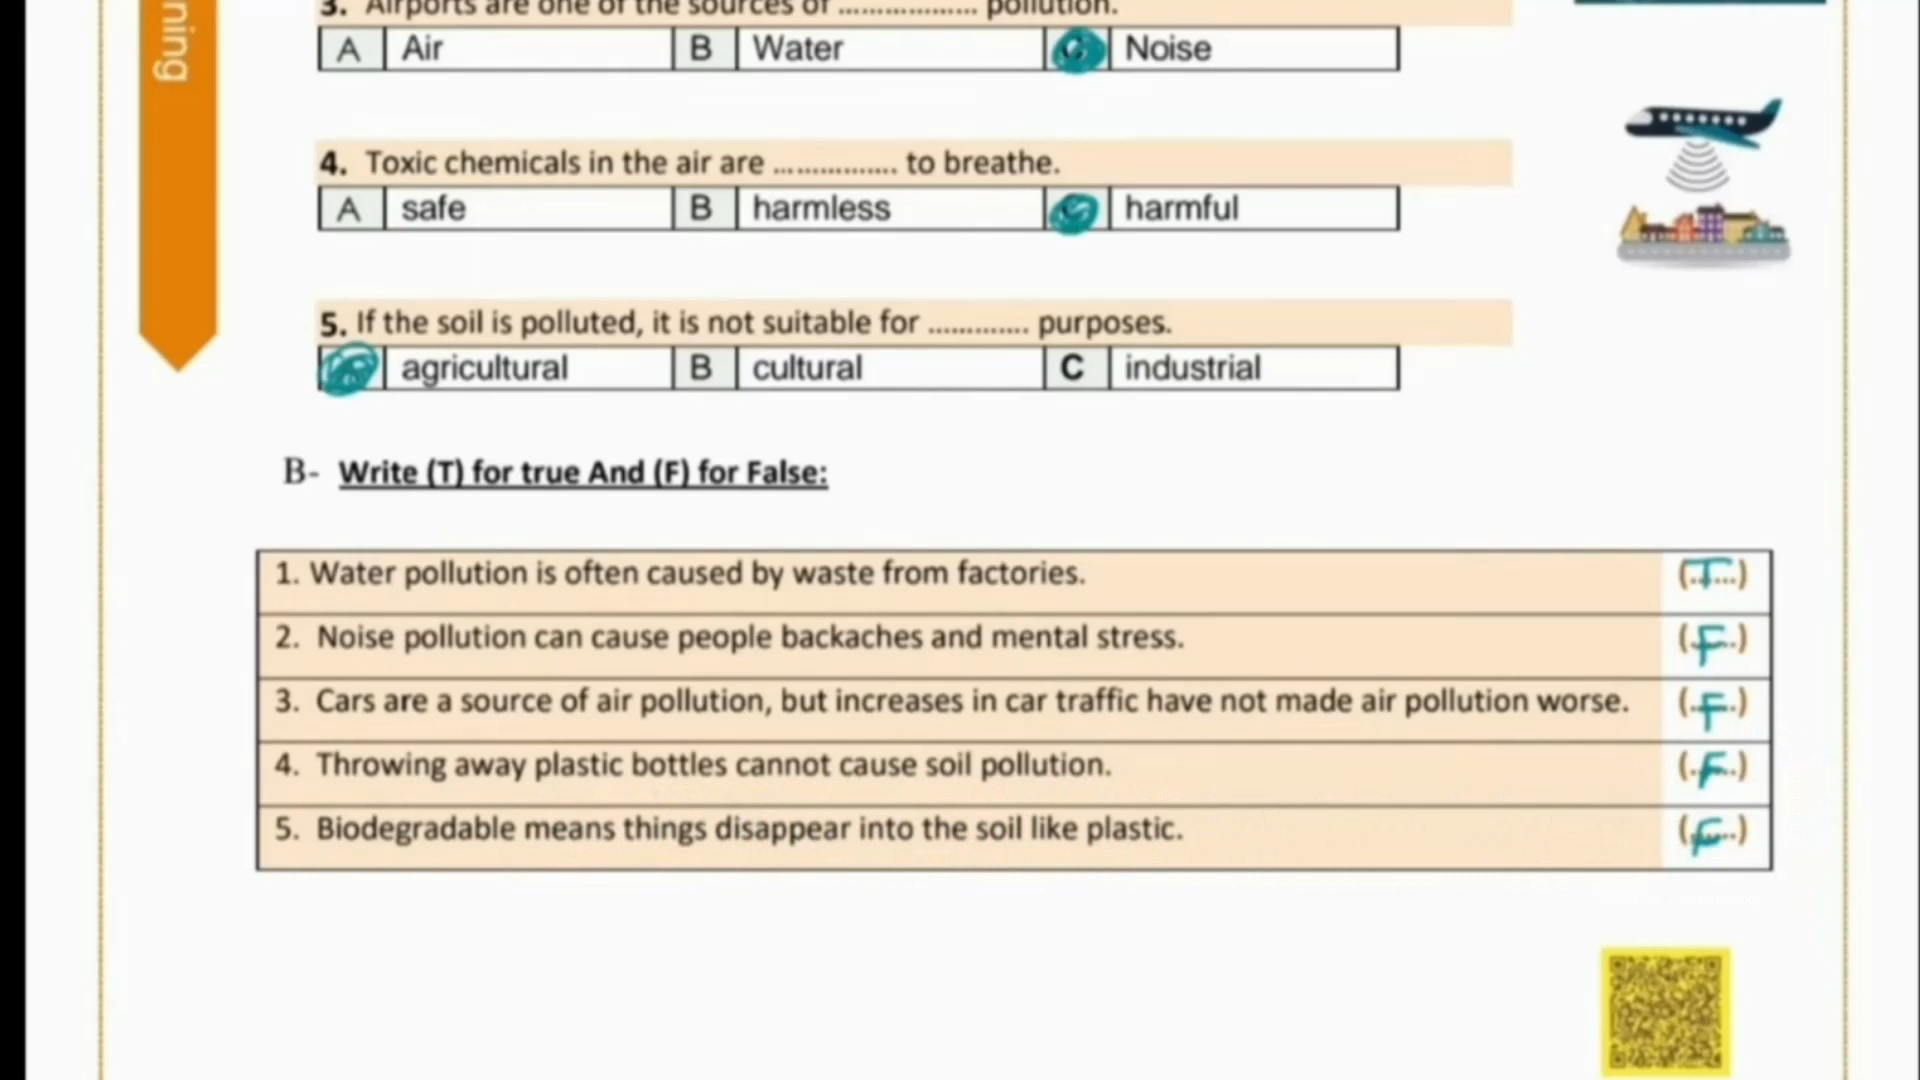 ning
3. Airports are one of the sources of ................. pollution.
A Air B Water C Noise
4. Toxic chemicals in the air are ............... to breathe.
A safe B harmless C harmful
5. If the soil is polluted, it is not suitable for ............. purposes.
agricultural B cultural C industrial
B- Write (T) for true And (F) for False:
1. Water pollution is often caused by waste from factories. (T)
2. Noise pollution can cause people backaches and mental stress. (F)
3. Cars are a source of air pollution, but increases in car traffic have not made air pollution worse. (F)
4. Throwing away plastic bottles cannot cause soil pollution. (F)
5. Biodegradable means things disappear into the soil like plastic. (F)